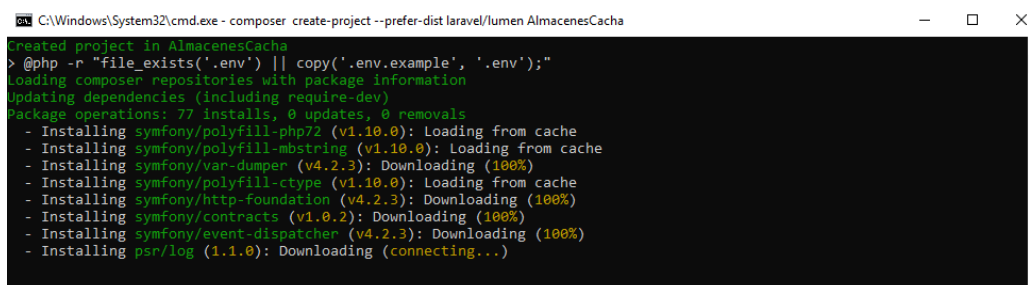 C:\Windows\System32\cmd.exe - composer create-project --prefer-dist laravel/lumen AlmacenesCacha
Created project in AlmacenesCacha
> @php -r "file_exists('.env') || copy('.env.example', '.env');"
Loading composer repositories with package information
Updating dependencies (including require-dev)
Package operations: 77 installs, 0 updates, 0 removals
  - Installing symfony/polyfill-php72 (v1.10.0): Loading from cache
  - Installing symfony/polyfill-mbstring (v1.10.0): Loading from cache
  - Installing symfony/var-dumper (v4.2.3): Downloading (100%)
  - Installing symfony/polyfill-ctype (v1.10.0): Loading from cache
  - Installing symfony/http-foundation (v4.2.3): Downloading (100%)
  - Installing symfony/contracts (v1.0.2): Downloading (100%)
  - Installing symfony/event-dispatcher (v4.2.3): Downloading (100%)
  - Installing psr/log (1.1.0): Downloading (connecting...)